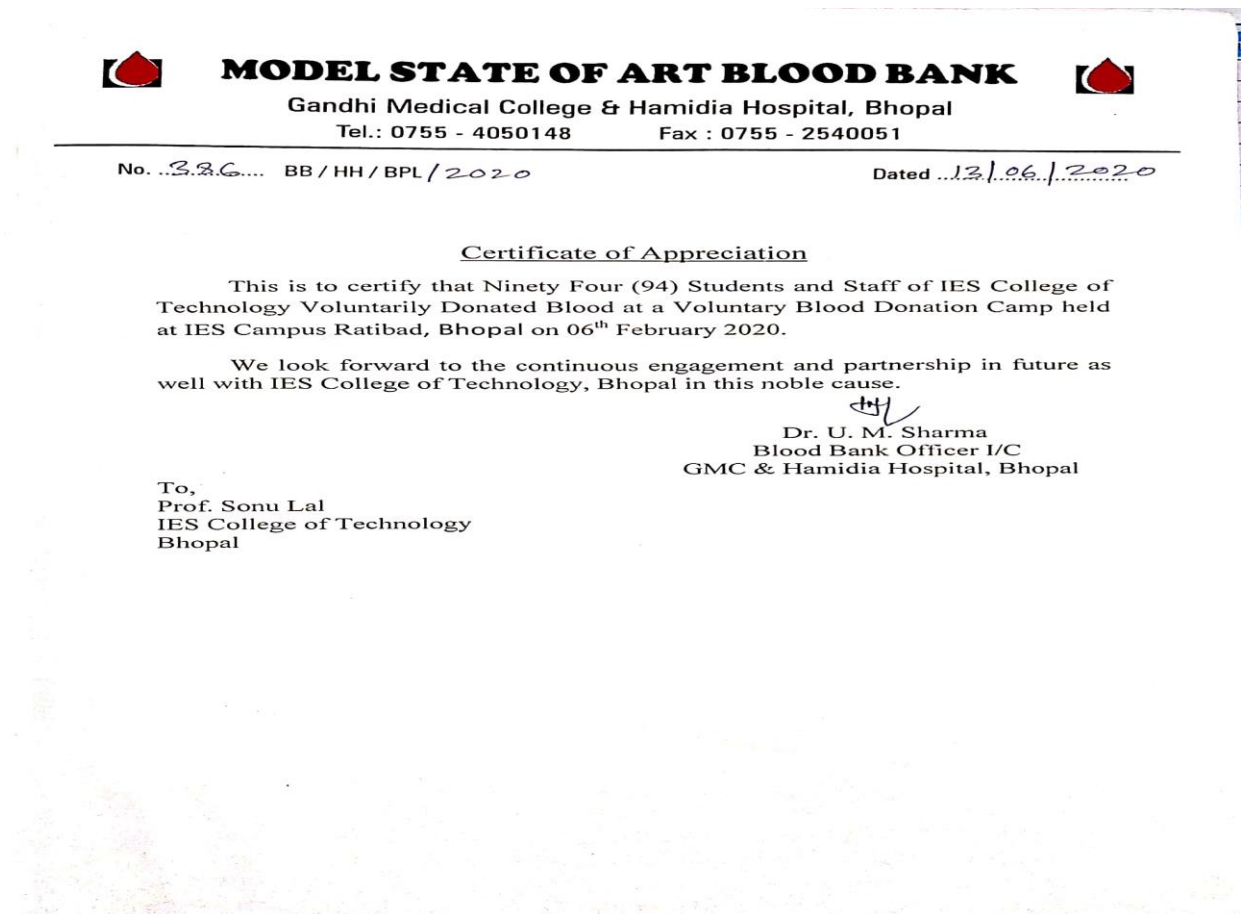 MODEL STATE OF ART BLOOD BANK
Gandhi Medical College & Hamidia Hospital, Bhopal
Tel.: 0755 - 4050148 Fax : 0755 - 2540051
No. ..386.... BB / HH / BPL / 2020 Dated ..13/06/2020
Certificate of Appreciation
This is to certify that Ninety Four (94) Students and Staff of IES College of
Technology Voluntarily Donated Blood at a Voluntary Blood Donation Camp held
at IES Campus Ratibad, Bhopal on 06th February 2020.
We look forward to the continuous engagement and partnership in future as
well with IES College of Technology, Bhopal in this noble cause.
Dr. U. M. Sharma
Blood Bank Officer I/C
GMC & Hamidia Hospital, Bhopal
To,
Prof. Sonu Lal
IES College of Technology
Bhopal